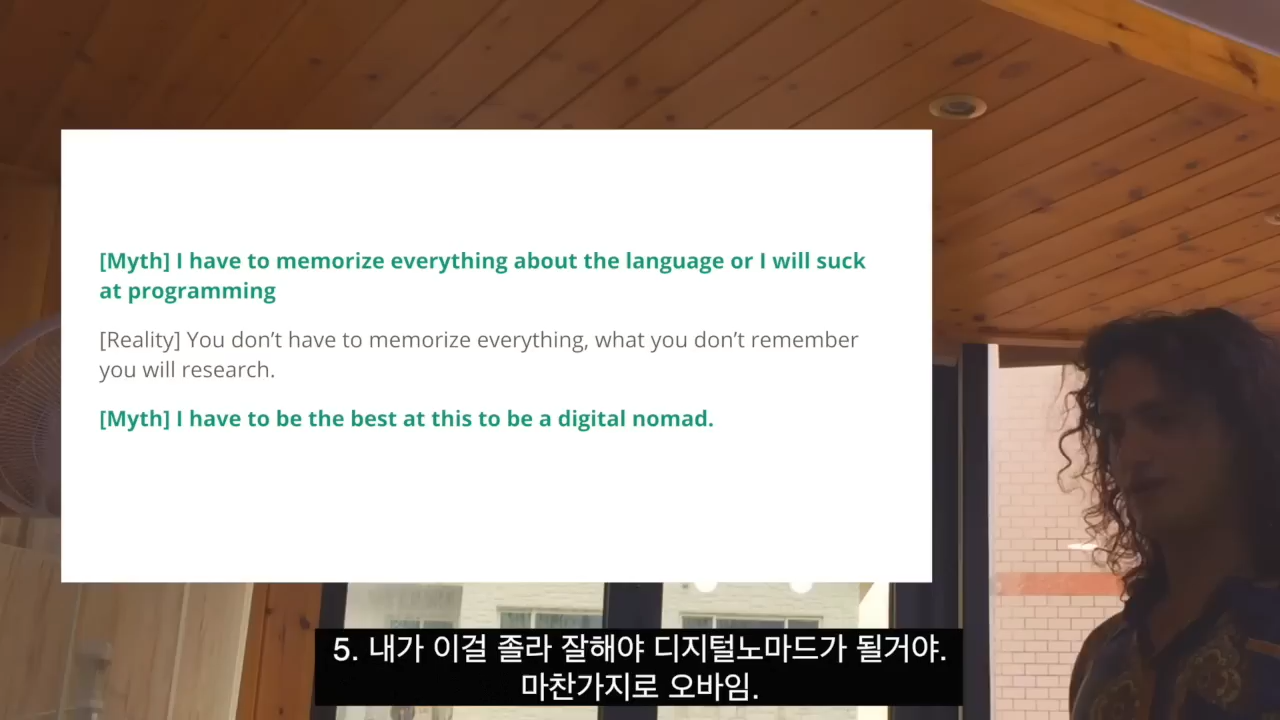 [Myth] I have to memorize everything about the language or I will suck
at programming
[Reality] You don’t have to memorize everything, what you don’t remember
you will research.
[Myth] I have to be the best at this to be a digital nomad.
5. 내가 이걸 졸라 잘해야 디지털노마드가 될거야.
마찬가지로 오바임.